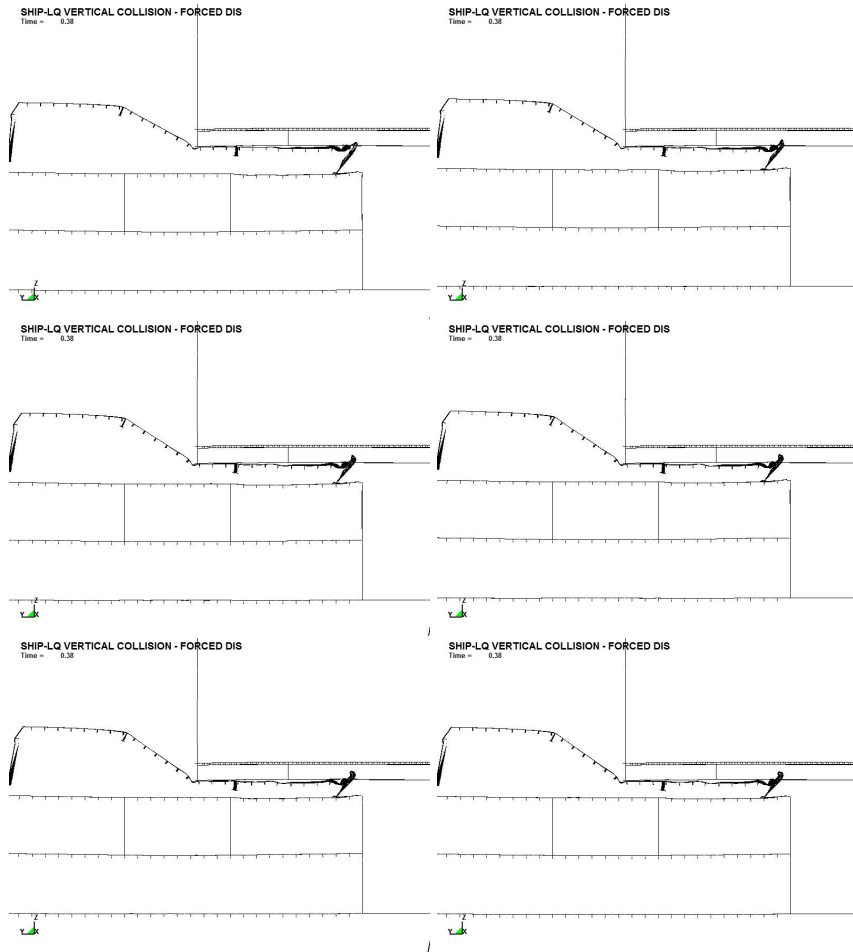 SHIP-LQ VERTICAL COLLISION - FORCED DIS
Time = 0.38
Z
Y X
SHIP-LQ VERTICAL COLLISION - FORCED DIS
Time = 0.38
Z
Y X
SHIP-LQ VERTICAL COLLISION - FORCED DIS
Time = 0.38
Z
Y X
SHIP-LQ VERTICAL COLLISION - FORCED DIS
Time = 0.38
Z
Y X
SHIP-LQ VERTICAL COLLISION - FORCED DIS
Time = 0.38
Z
Y X
SHIP-LQ VERTICAL COLLISION - FORCED DIS
Time = 0.38
Z
Y X